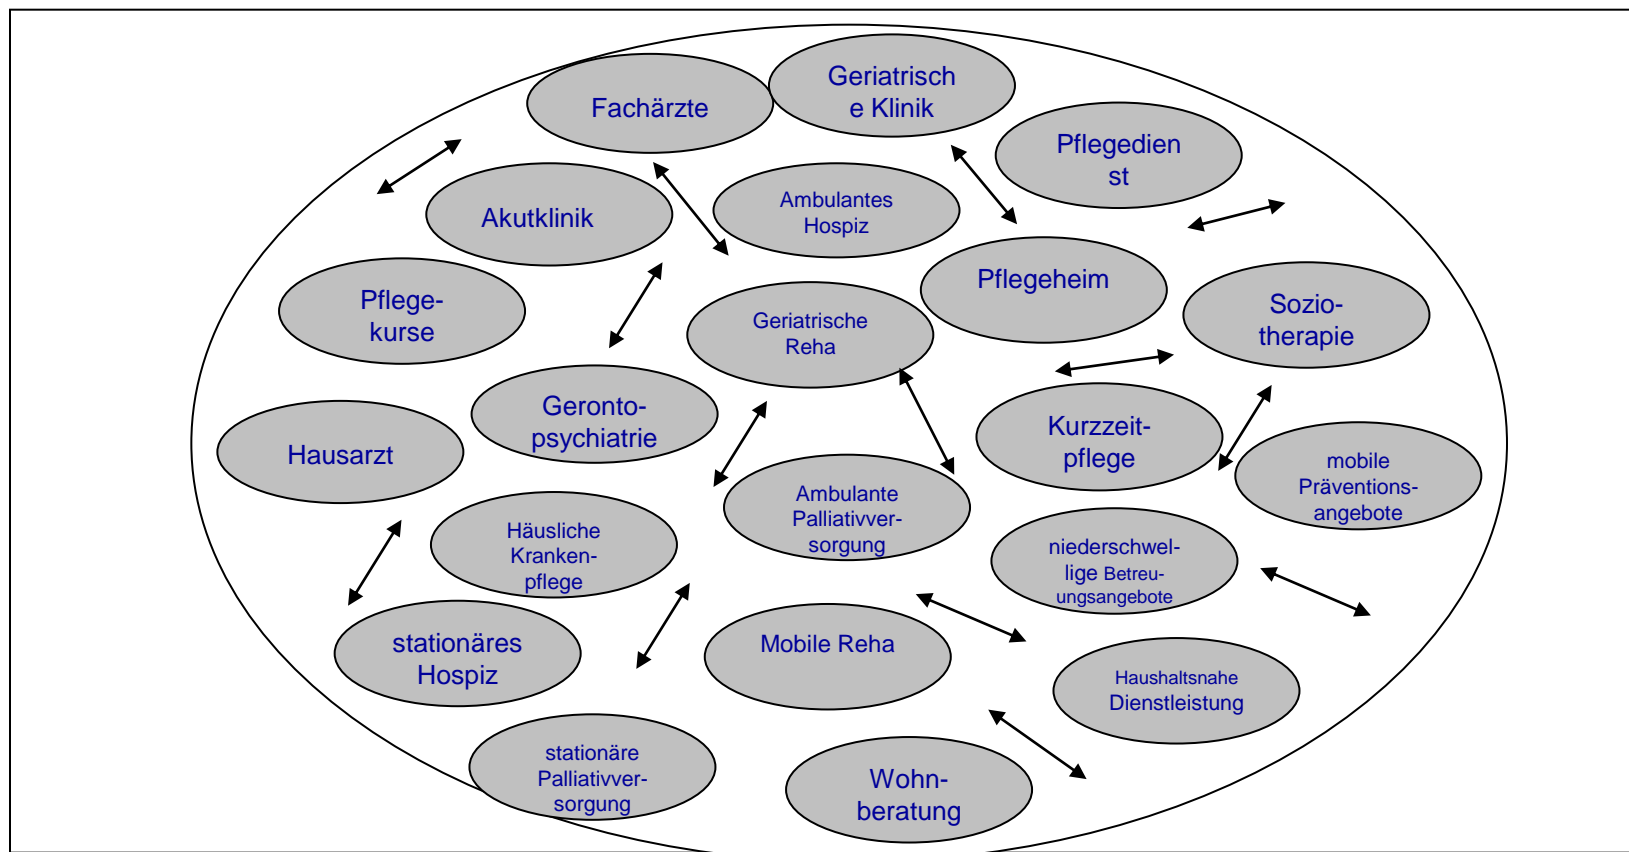 Fachärzte
Geriatrisch
e Klinik
Pflegedien
st
Akutklinik
Ambulantes
Hospiz
Pflege-
kurse
Geriatrische
Reha
Pflegeheim
Sozio-
therapie
Hausarzt
Geronto-
psychiatrie
Kurzzeit-
pflege
mobile
Präventions-
angebote
Häusliche
Kranken-
pflege
Ambulante
Palliativver-
sorgung
niederschwel-
lige Betreu-
ungsangebote
stationäres
Hospiz
Mobile Reha
Haushaltsnahe
Dienstleistung
stationäre
Palliativver-
sorgung
Wohn-
beratung